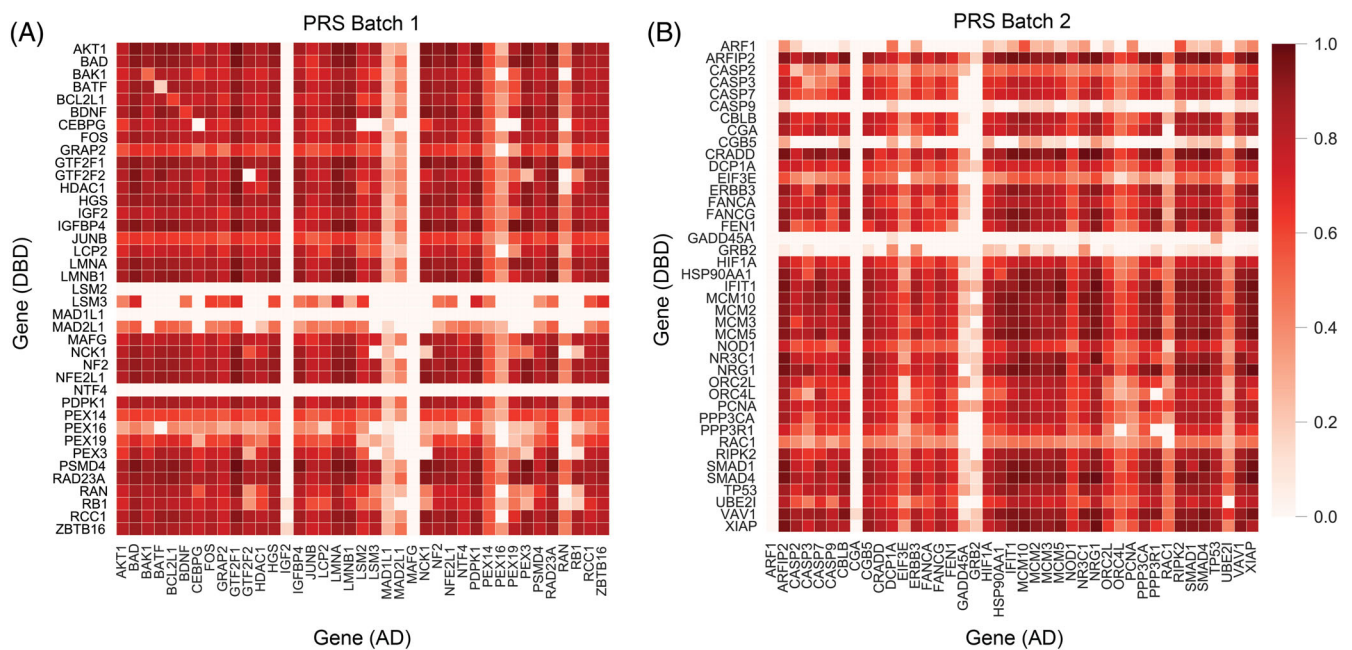 (A)
PRS Batch 1
Gene (DBD)
AKT1
BAD
BAK1
BATF
BCL2L1
BDNF
CEBPG
FOS
GRAP2
GTF2F1
GTF2F2
HDAC1
HGS
IGF2
IGFBP4
JUNB
LCP2
LMNA
LMNB1
LSM2
LSM3
MAD1L1
MAD2L1
MAFG
NCK1
NF2
NFE2L1
NTF4
PDPK1
PEX14
PEX16
PEX19
PEX3
PSMD4
RAD23A
RAN
RB1
RCC1
ZBTB16
AKT1
BAD
BAK1
BATF
BCL2L1
BDNF
CEBPG
FOS
GRAP2
GTF2F1
GTF2F2
HDAC1
HGS
IGF2
IGFBP4
JUNB
LCP2
LMNA
LMNB1
LSM2
LSM3
MAD1L1
MAD2L1
MAFG
NCK1
NF2
NFE2L1
NTF4
PDPK1
PEX14
PEX16
PEX19
PEX3
PSMD4
RAD23A
RAN
RB1
RCC1
ZBTB16
Gene (AD)
(B)
PRS Batch 2
Gene (DBD)
ARF1
ARFIP2
CASP2
CASP3
CASP7
CASP9
CBLB
CGA
CGB5
CRADD
DCP1A
EIF3E
ERBB3
FANCA
FANCG
FEN1
GADD45A
GRB2
HIF1A
HSP90AA1
IFIT1
MCM10
MCM2
MCM3
MCM5
NOD1
NR3C1
NRG1
ORC2L
ORC4L
PCNA
PPP3CA
PPP3R1
RAC1
RIPK2
SMAD1
SMAD4
TP53
UBE2I
VAV1
XIAP
ARF1
ARFIP2
CASP2
CASP3
CASP7
CASP9
CBLB
CGA
CGB5
CRADD
DCP1A
EIF3E
ERBB3
FANCA
FANCG
FEN1
GADD45A
GRB2
HIF1A
HSP90AA1
IFIT1
MCM10
MCM2
MCM3
MCM5
NOD1
NR3C1
NRG1
ORC2L
ORC4L
PCNA
PPP3CA
PPP3R1
RAC1
RIPK2
SMAD1
SMAD4
TP53
UBE2I
VAV1
XIAP
Gene (AD)
1.0
0.8
0.6
0.4
0.2
0.0